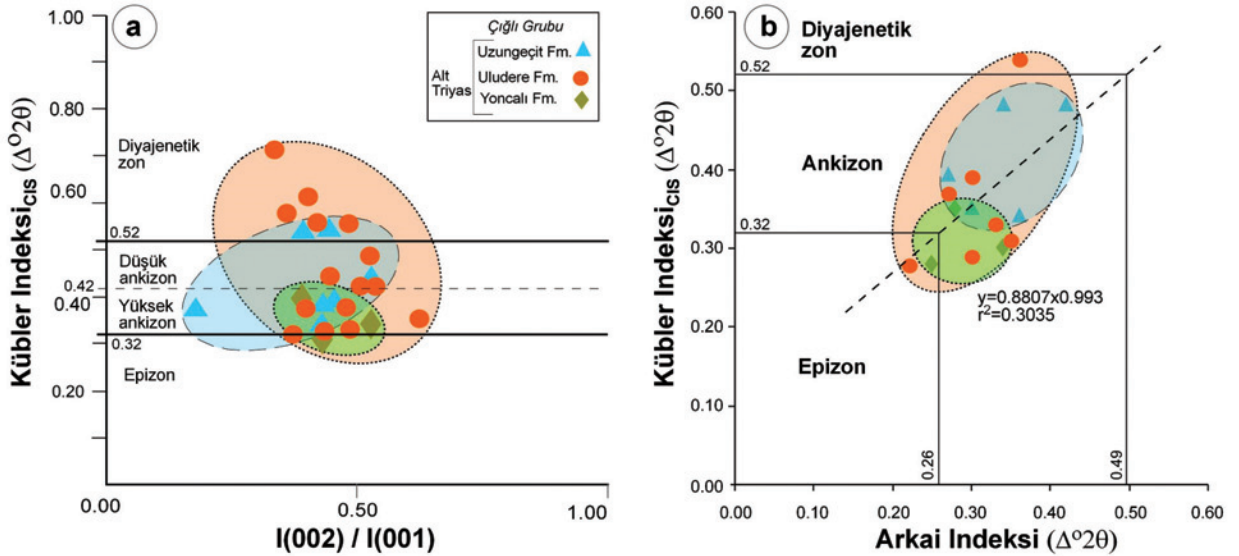 a
Kübler Indeksi CIS (Δ°2θ)
1.00
0.80
0.60
0.40
0.20
0.00
0.50
1.00
I(002) / I(001)
Çığlı Grubu
Alt
Triyas
Uzungeçit Fm.
Uludere Fm.
Yoncalı Fm.
Diyajenetik
zon
0.52
Düşük
ankizon
0.42
Yüksek
ankizon
0.32
Epizon
b
Kübler Indeksi CIS (Δ°2θ)
0.60
0.50
0.40
0.30
0.20
0.10
0.00
0.00
0.10
0.20
0.30
0.40
0.50
0.60
Arkai Indeksi (Δ°2θ)
Diyajenetik
zon
0.52
Ankizon
0.32
Epizon
y=0.8807x0.993
r²=0.3035
0.26
0.49